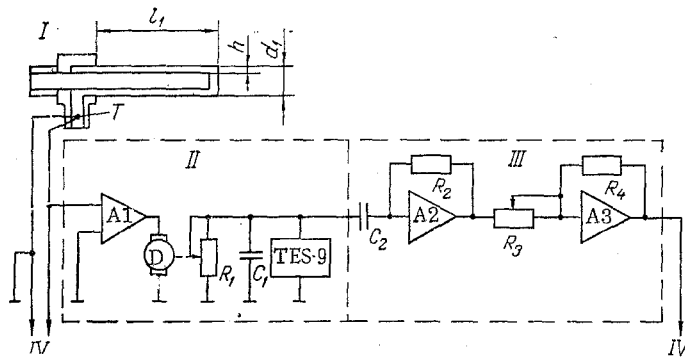 I
l₁
h
d₁
T
II
III
A1
D
R₁
C₁
TES-9
C₂
R₂
A2
R₃
R₄
A3
IV
IV